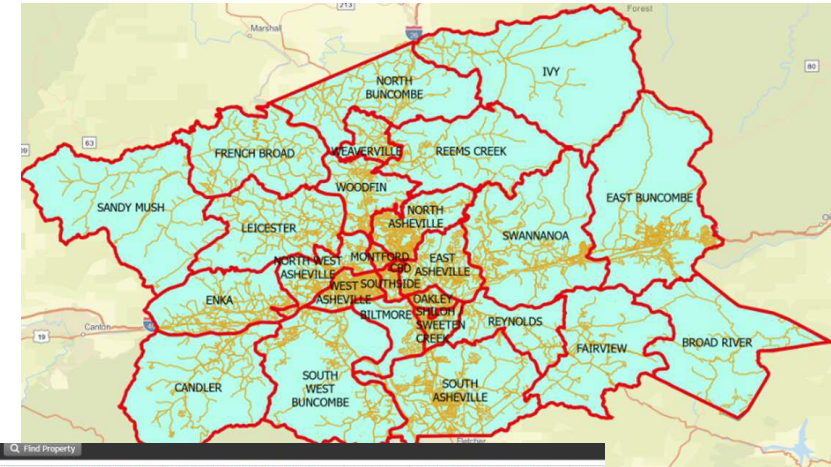 213
Forest
Marshall
26
IVY
80
NORTH
BUNCOMBE
63
WEAVERVILLE
REEMS CREEK
FRENCH BROAD
WOODFIN
EAST BUNCOMBE
SANDY MUSH
NORTH
ASHEVILLE
LEICESTER
SWANNANOA
MONTFORD
EAST
ASHEVILLE
NORTH WEST
ASHEVILLE
CBD
WEST
ASHEVILLE
SOUTHSIDE
ENKA
OAKLEY
BILTMORE
SHILOH
SWEETEN
CREEK
REYNOLDS
Canton
19
FAIRVIEW
BROAD RIVER
CANDLER
SOUTH
WEST
BUNCOMBE
SOUTH
ASHEVILLE
Fletcher
Find Property